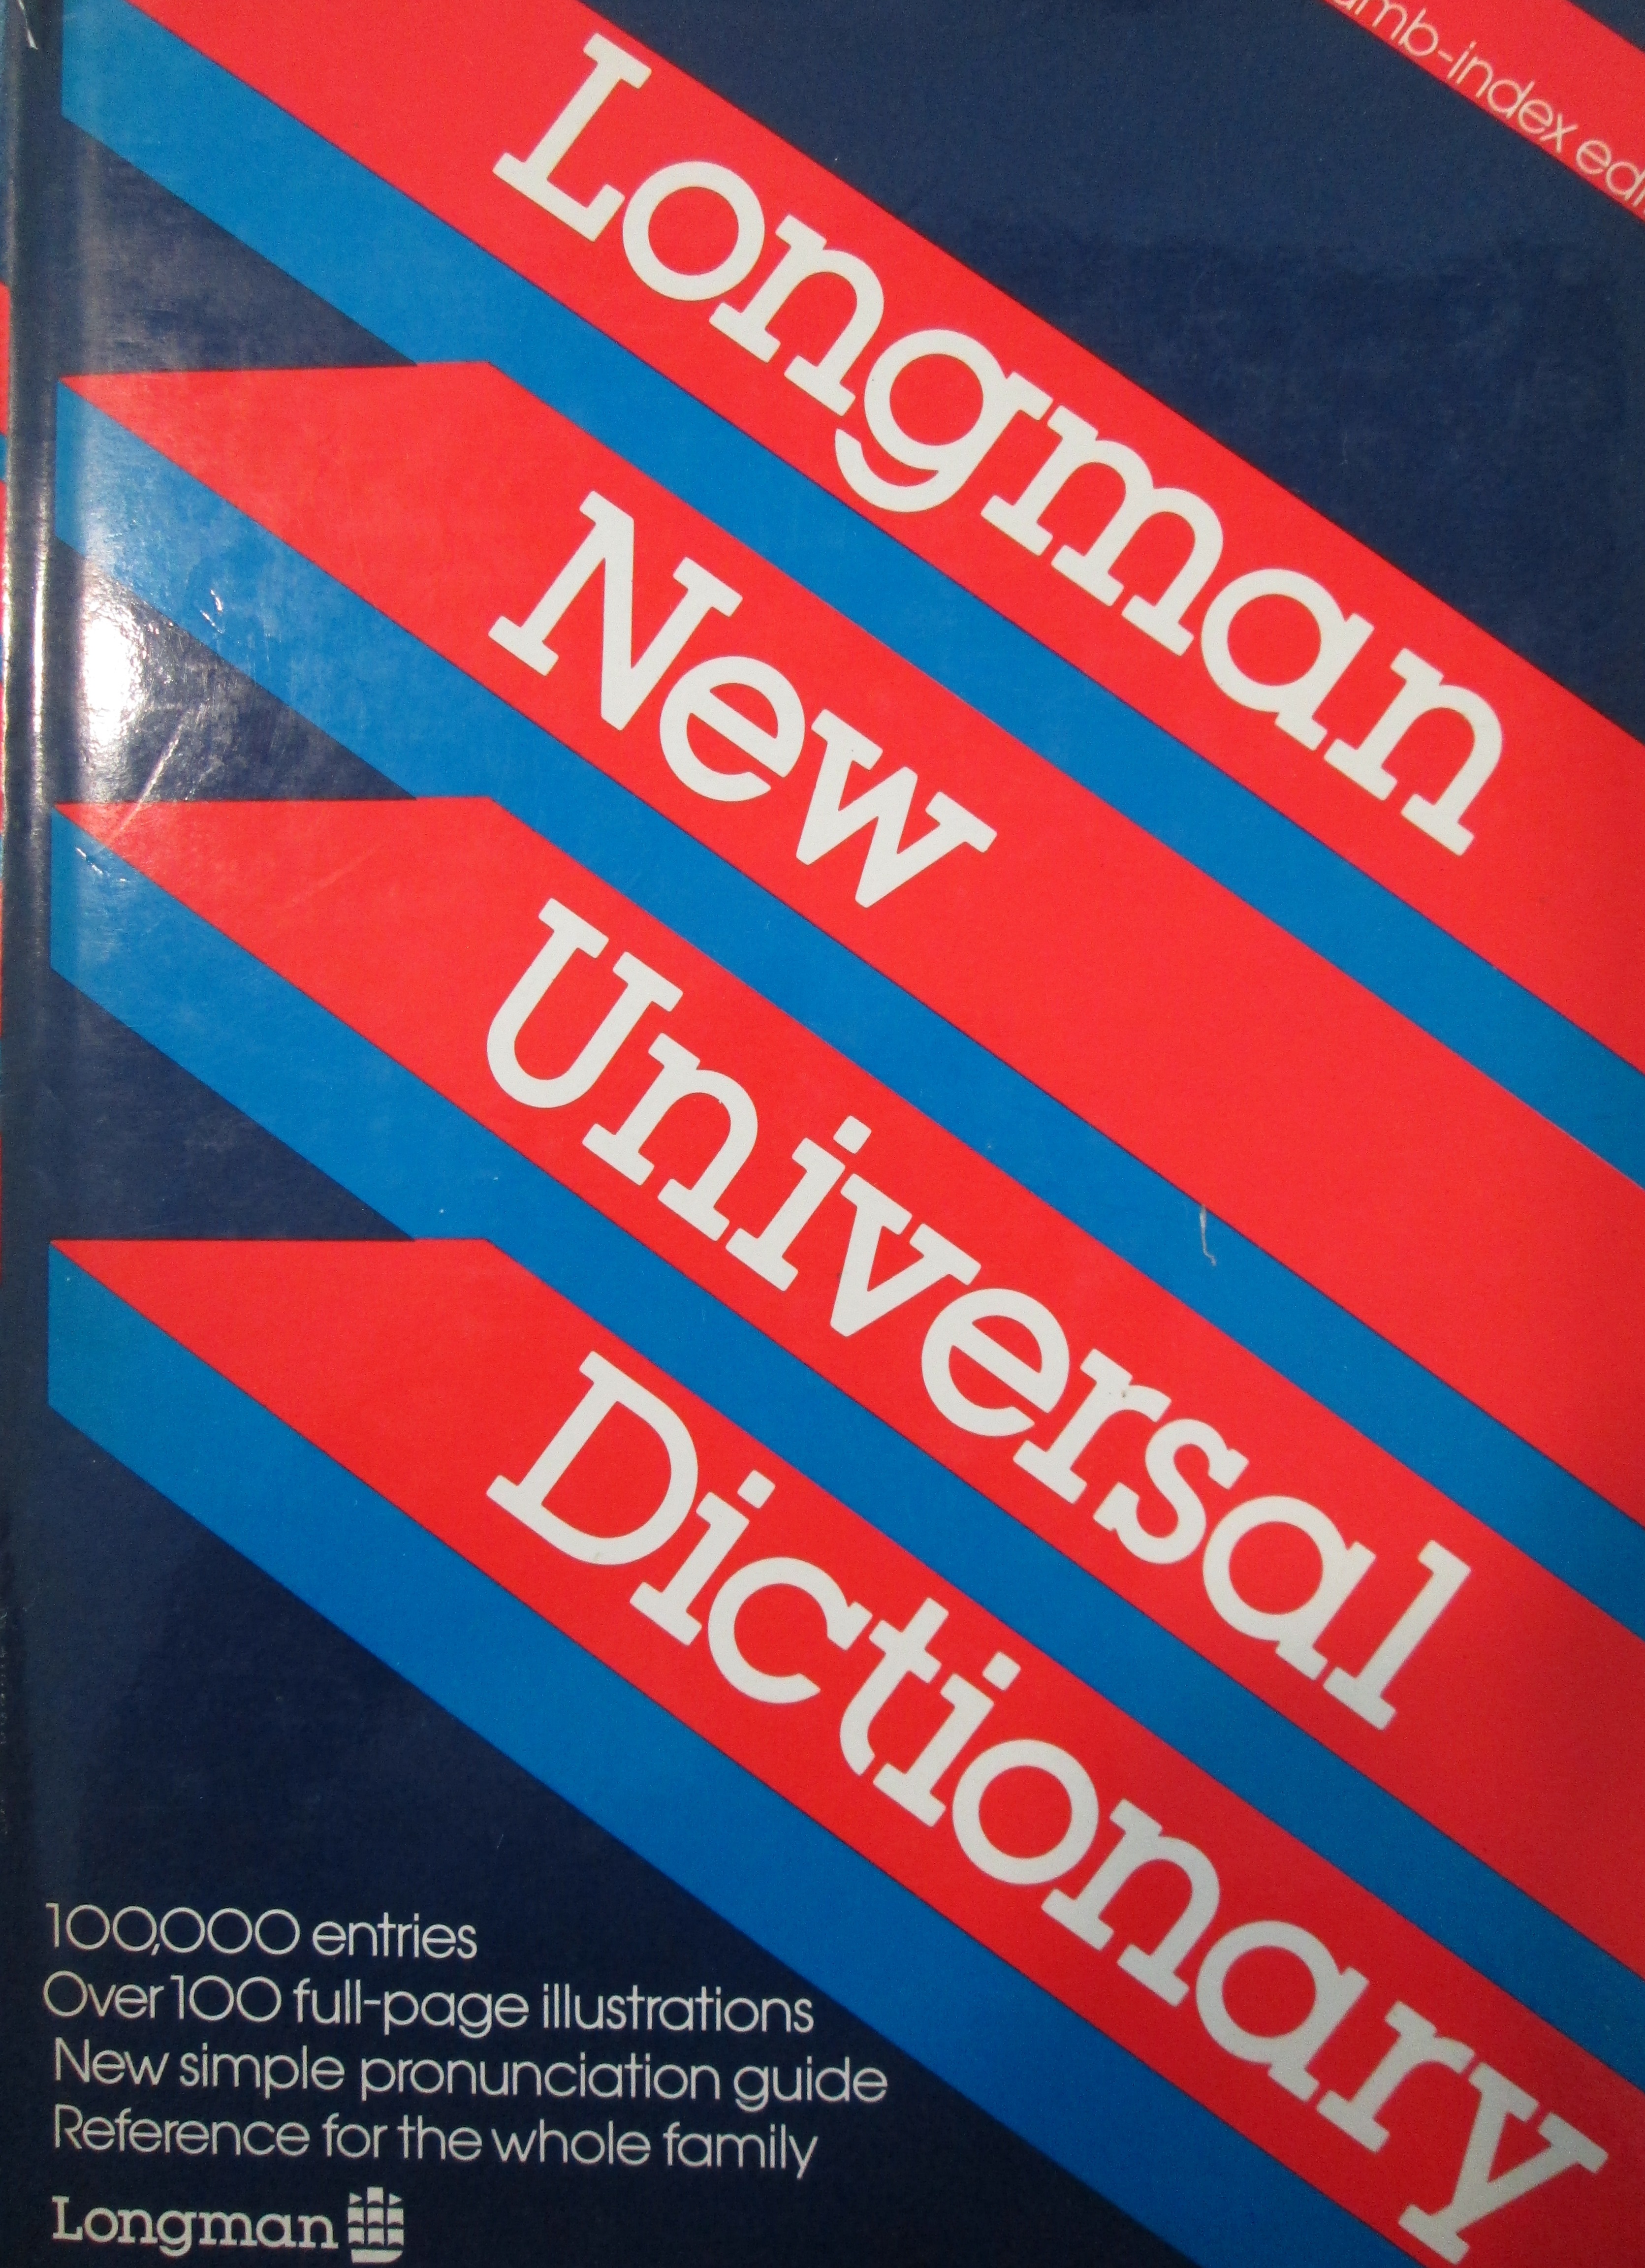 Longman
New
Universal
Dictionary
100,000 entries
Over 100 full-page illustrations
New simple pronunciation guide
Reference for the whole family
Longman